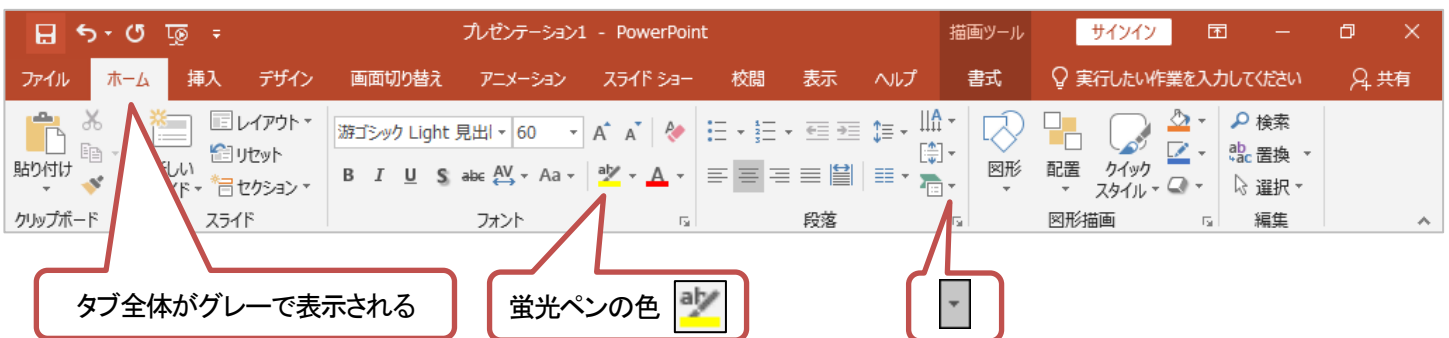 プレゼンテーション1 - PowerPoint
描画ツール
サインイン
ファイル ホーム 挿入 デザイン 画面切り替え アニメーション スライド ショー 校閲 表示 ヘルプ 書式 実行したい作業を入力してください 共有
貼り付け
しい
レイアウト
リセット
セクション
游ゴシック Light 見出 60 A A
B I U S abc AV Aa aby A
図形
配置
クイック
スタイル
検索
abc 置換
選択
クリップボード スライド フォント 段落 図形描画 編集
タブ全体がグレーで表示される
蛍光ペンの色 aby